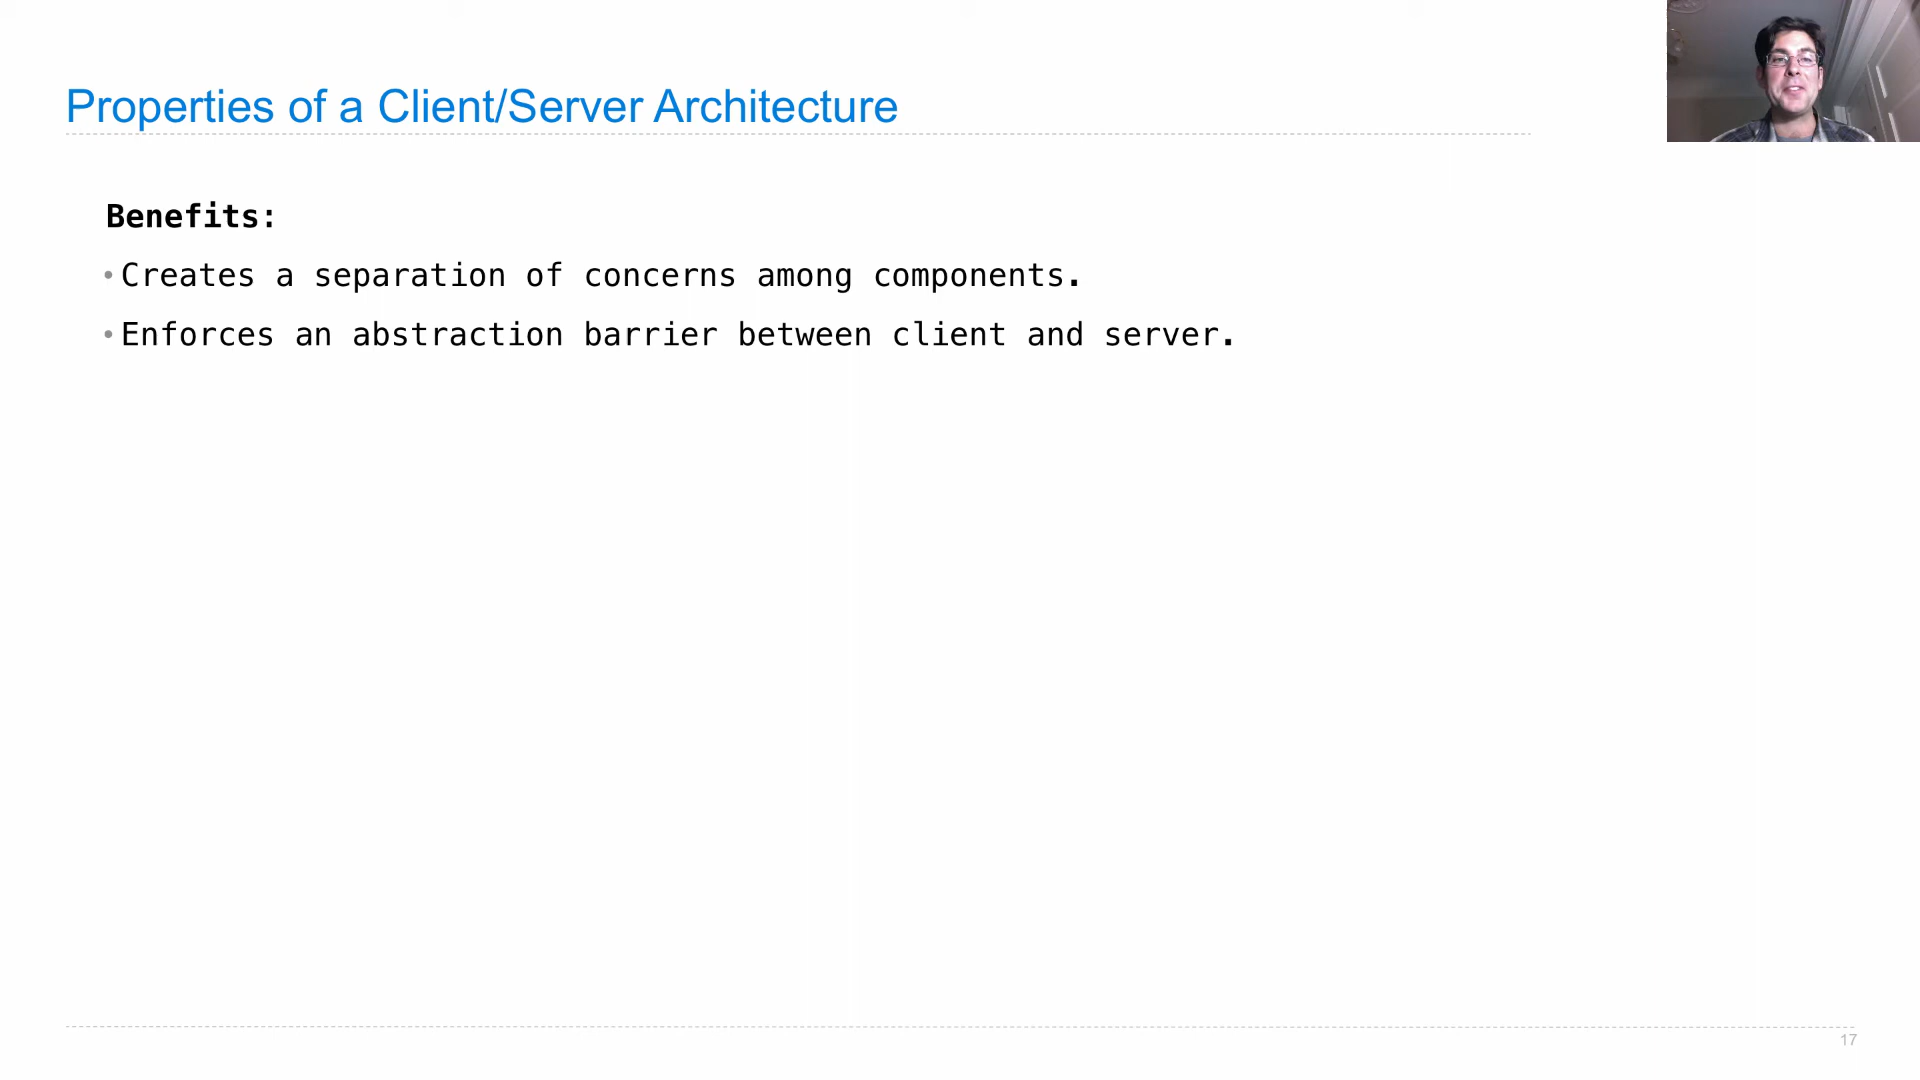 Properties of a Client/Server Architecture
Benefits:
•Creates a separation of concerns among components.
•Enforces an abstraction barrier between client and server.
17